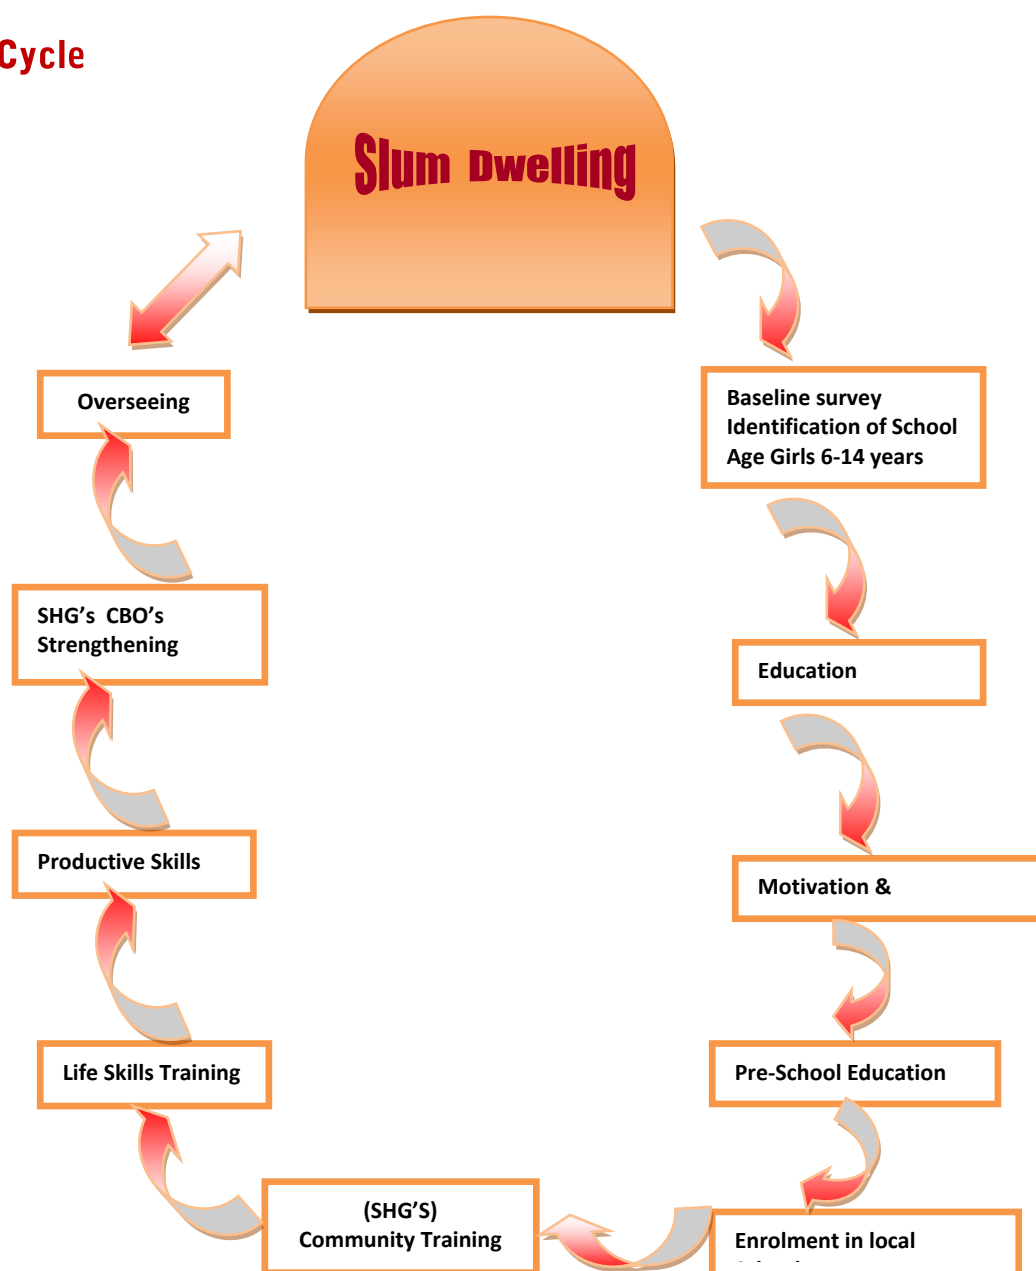 Cycle
Slum Dwelling
Baseline survey
Identification of School
Age Girls 6-14 years
Education
Motivation &
Pre-School Education
Enrolment in local
(SHG'S)
Community Training
Life Skills Training
Productive Skills
SHG's CBO's
Strengthening
Overseeing